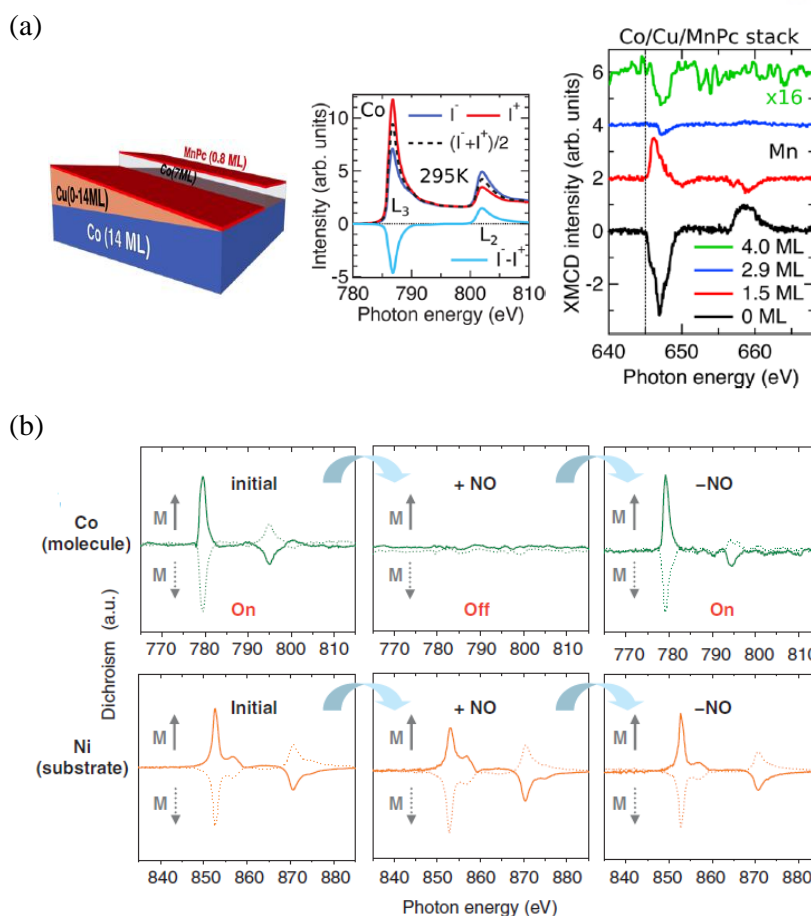 (a)
MnPc (0.8 ML)
Co(7ML)
Cu(0-14ML)
Co (14 ML)
Co
I⁻ I⁺
(I⁻+I⁺)/2
295K
L₃
L₂
I⁻-I⁺
Intensity (arb. units)
10
5
0
-5
780 790 800 810
Photon energy (eV)
Co/Cu/MnPc stack
x16
Mn
4.0 ML
2.9 ML
1.5 ML
0 ML
XMCD intensity (arb. units)
6
4
2
0
-2
640 650 660
Photon energy (eV)
(b)
Co
(molecule)
M
initial
M
On
770 780 790 800 810
M
+ NO
M
Off
770 780 790 800 810
M
−NO
M
On
770 780 790 800 810
Dichroism (a.u.)
Ni
(substrate)
M
Initial
M
840 850 860 870 880
M
+ NO
M
840 850 860 870 880
M
−NO
M
840 850 860 870 880
Photon energy (eV)